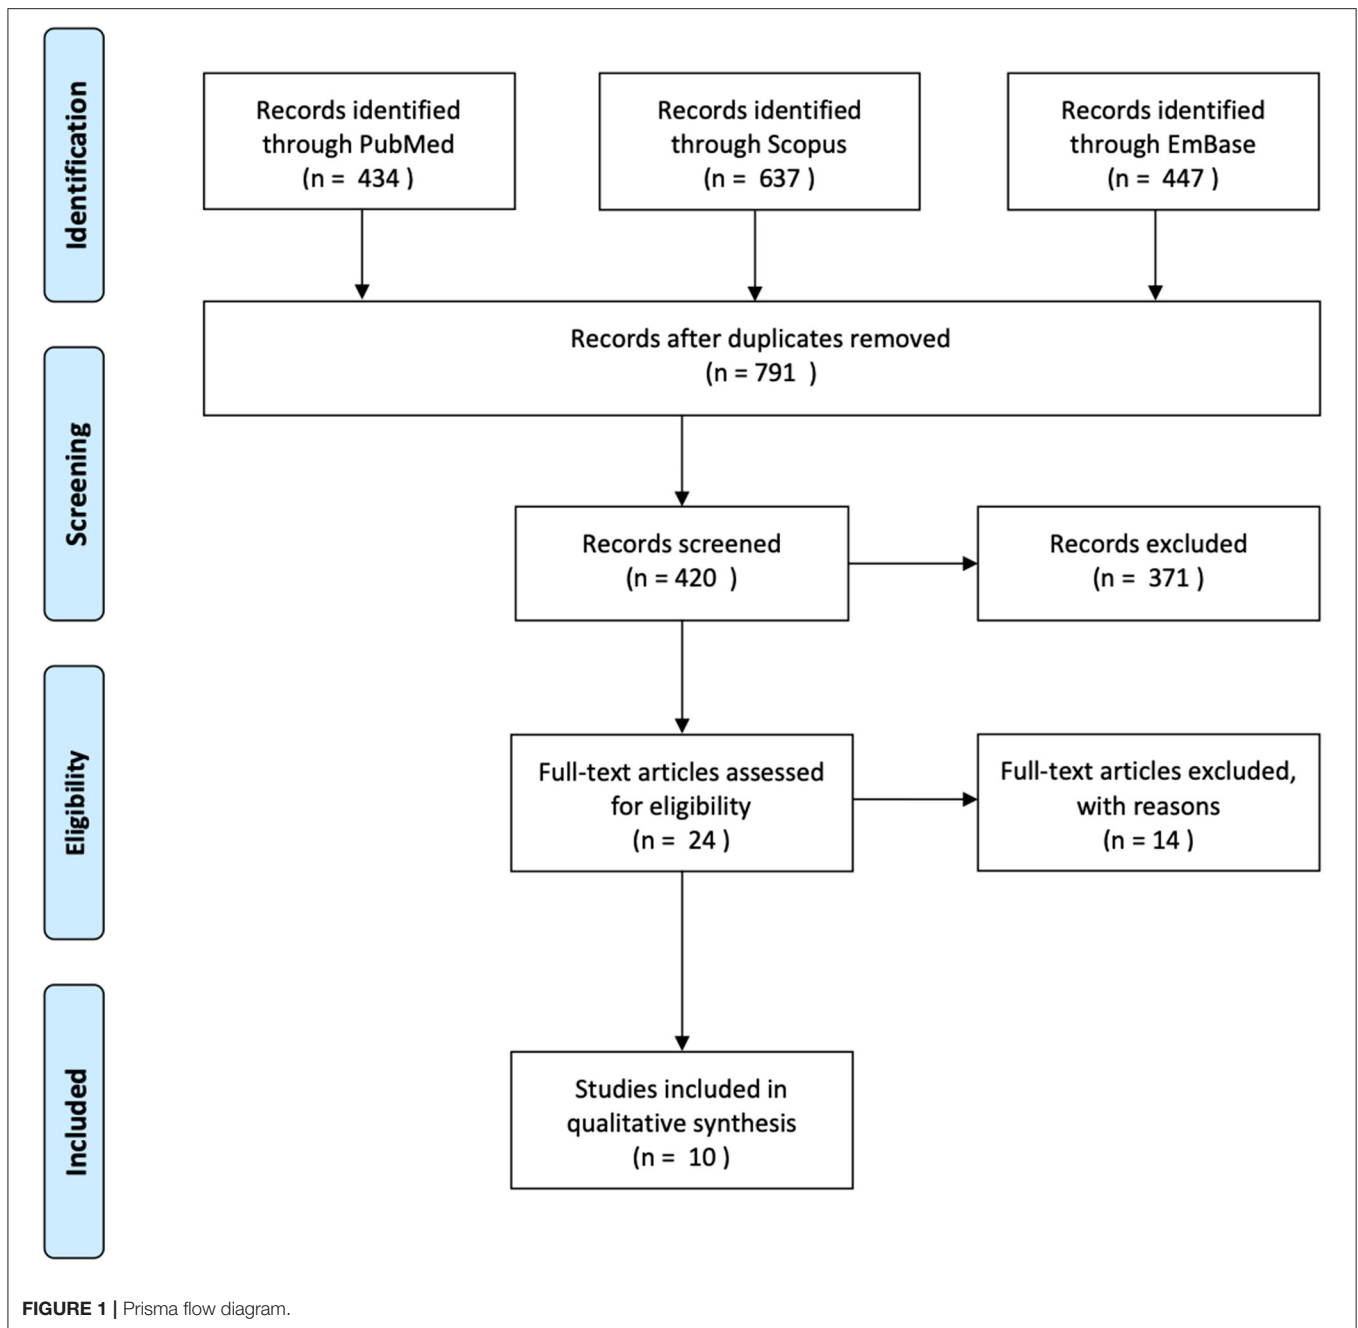 Identification
Records identified
through PubMed
(n = 434 )
Records identified
through Scopus
(n = 637 )
Records identified
through EmBase
(n = 447 )
Records after duplicates removed
(n = 791 )
Screening
Records screened
(n = 420 )
Records excluded
(n = 371 )
Eligibility
Full-text articles assessed
for eligibility
(n = 24 )
Full-text articles excluded,
with reasons
(n = 14 )
Included
Studies included in
qualitative synthesis
(n = 10 )
FIGURE 1 | Prisma flow diagram.